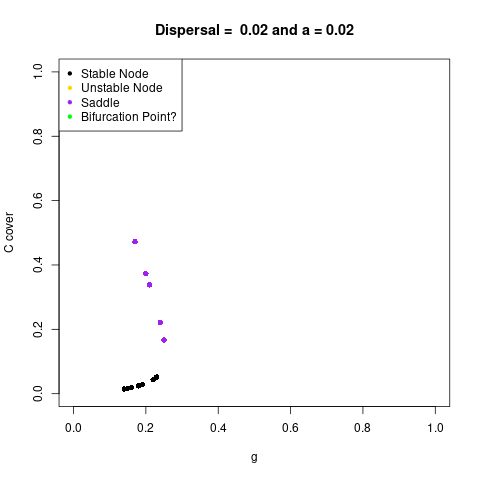 Dispersal =  0.02 and a = 0.02
Stable Node
Unstable Node
Saddle
Bifurcation Point?
C cover
1.0
0.8
0.6
0.4
0.2
0.0
0.0 0.2 0.4 0.6 0.8 1.0
g